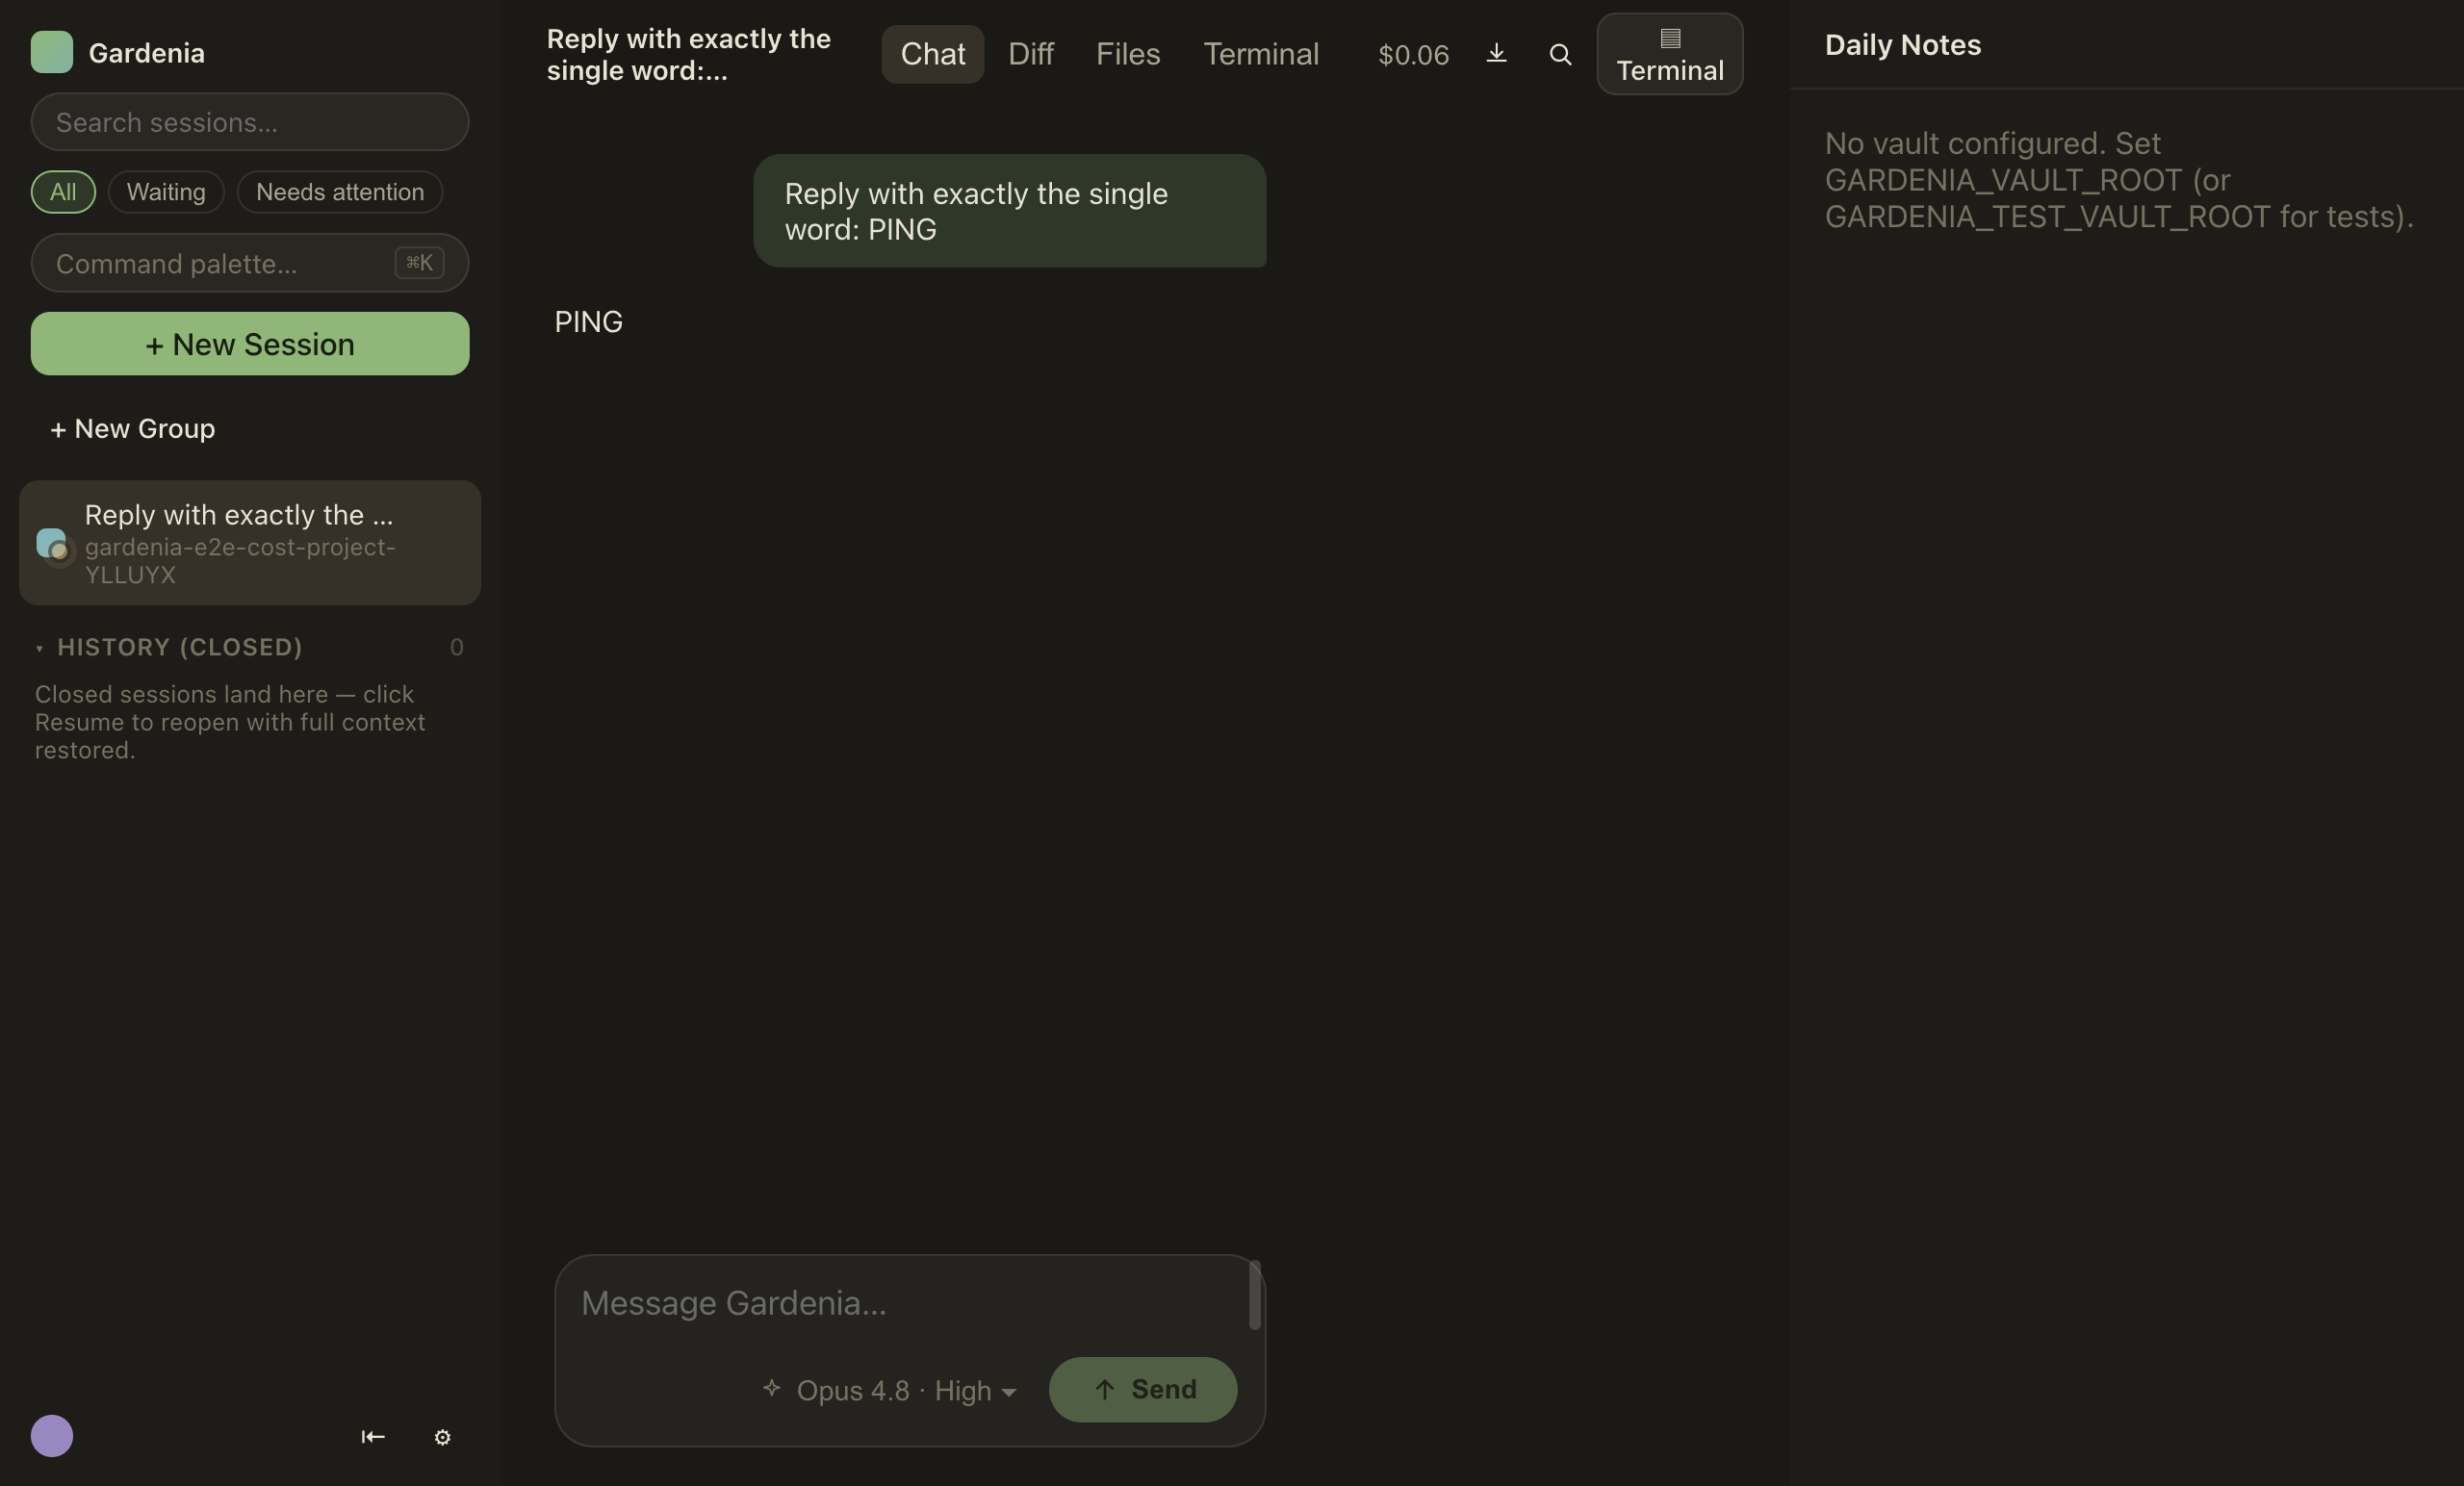 Gardenia
Search sessions...
All
Waiting
Needs attention
Command palette...
⌘K
+ New Session
+ New Group
Reply with exactly the ...
gardenia-e2e-cost-project-
YLLUYX
HISTORY (CLOSED)
0
Closed sessions land here — click
Resume to reopen with full context
restored.
Reply with exactly the
single word:...
Chat
Diff
Files
Terminal
$0.06
Terminal
Reply with exactly the single
word: PING
PING
Message Gardenia...
Opus 4.8 · High
Send
Daily Notes
No vault configured. Set
GARDENIA_VAULT_ROOT (or
GARDENIA_TEST_VAULT_ROOT for tests).